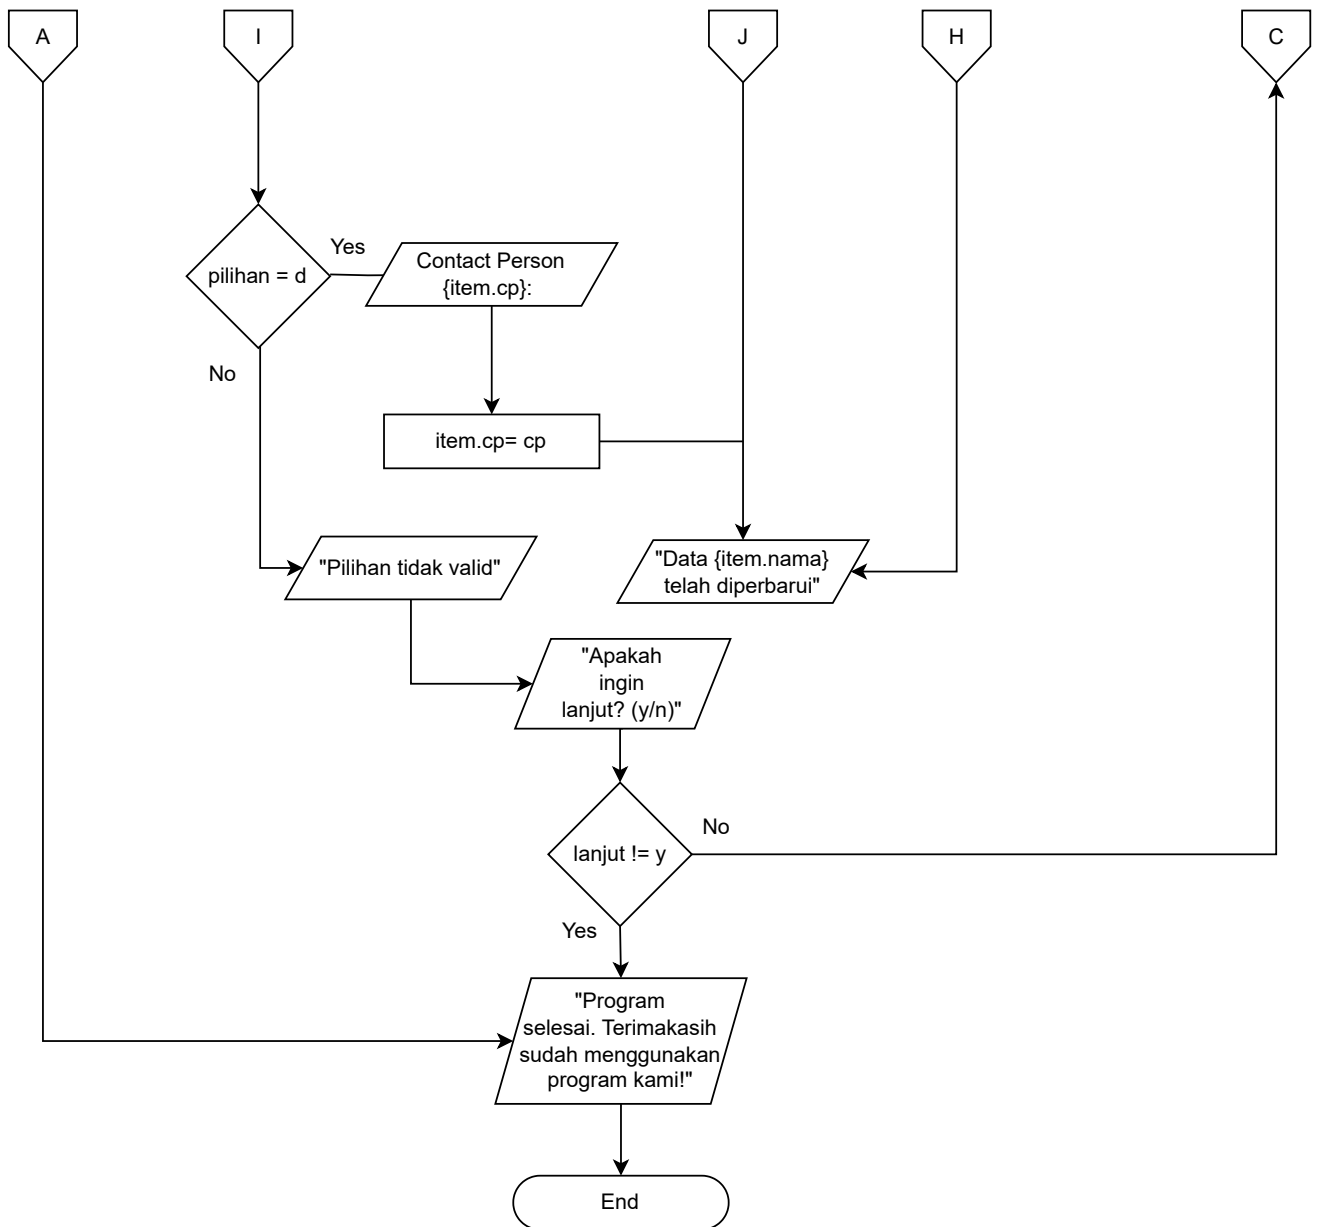 A
I
J
H
C
Yes
pilihan = d
Contact Person
{item.cp}:
No
item.cp= cp
"Pilihan tidak valid"
"Data {item.nama}
telah diperbarui"
"Apakah
ingin
lanjut? (y/n)"
No
lanjut != y
Yes
"Program
selesai. Terimakasih
sudah menggunakan
program kami!"
End